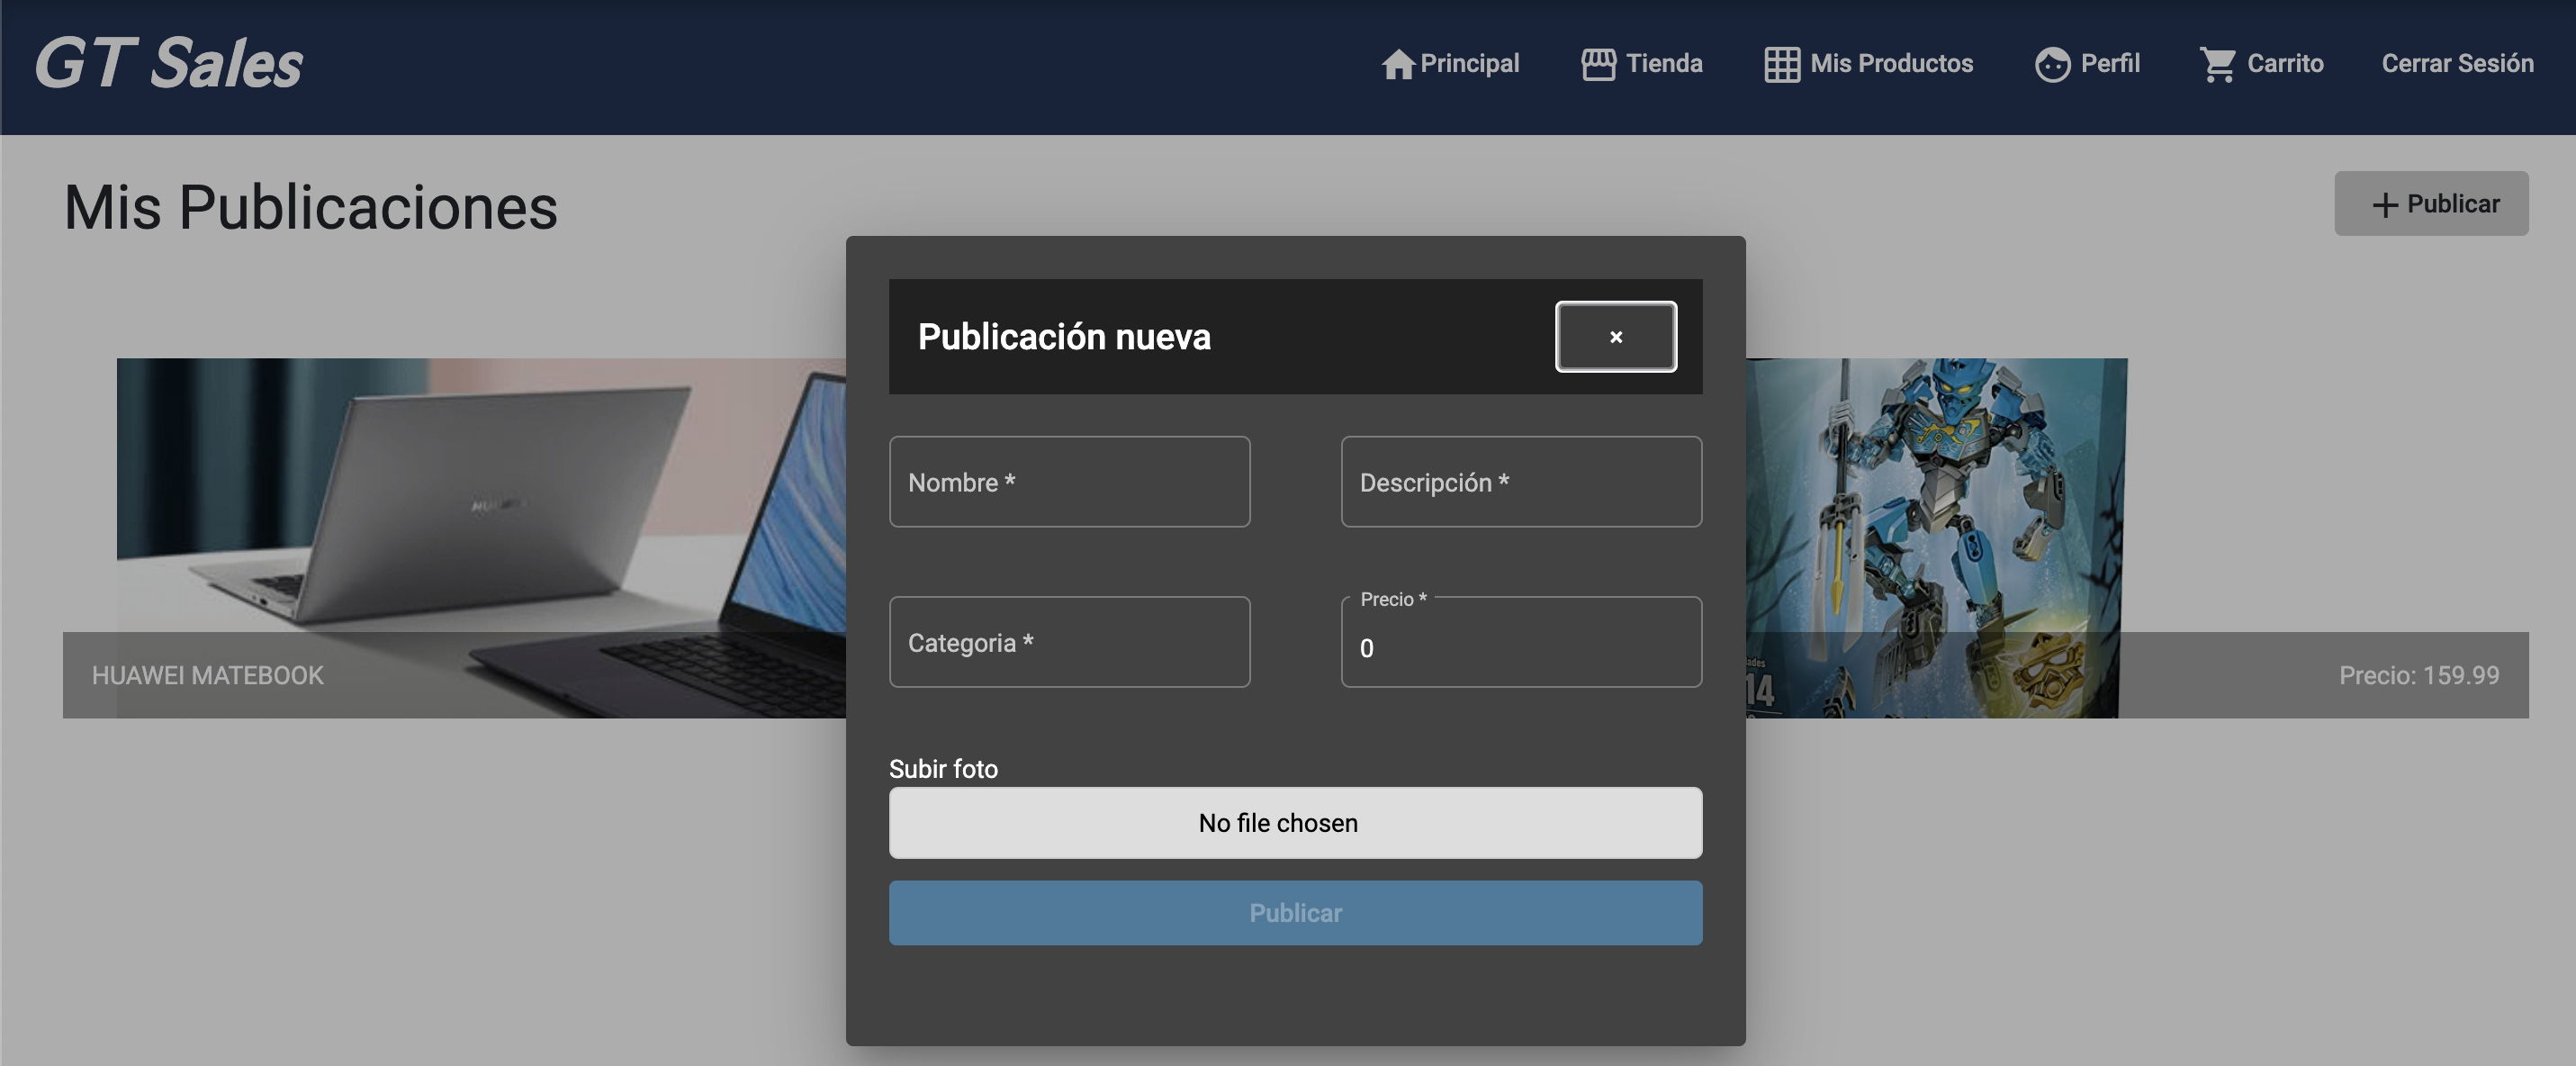 GT Sales
Principal
Tienda
Mis Productos
Perfil
Carrito
Cerrar Sesión
Mis Publicaciones
+ Publicar
Publicación nueva
×
Nombre *
Descripción *
Categoria *
Precio *
0
HUAWEI MATEBOOK
14
Precio: 159.99
Subir foto
No file chosen
Publicar